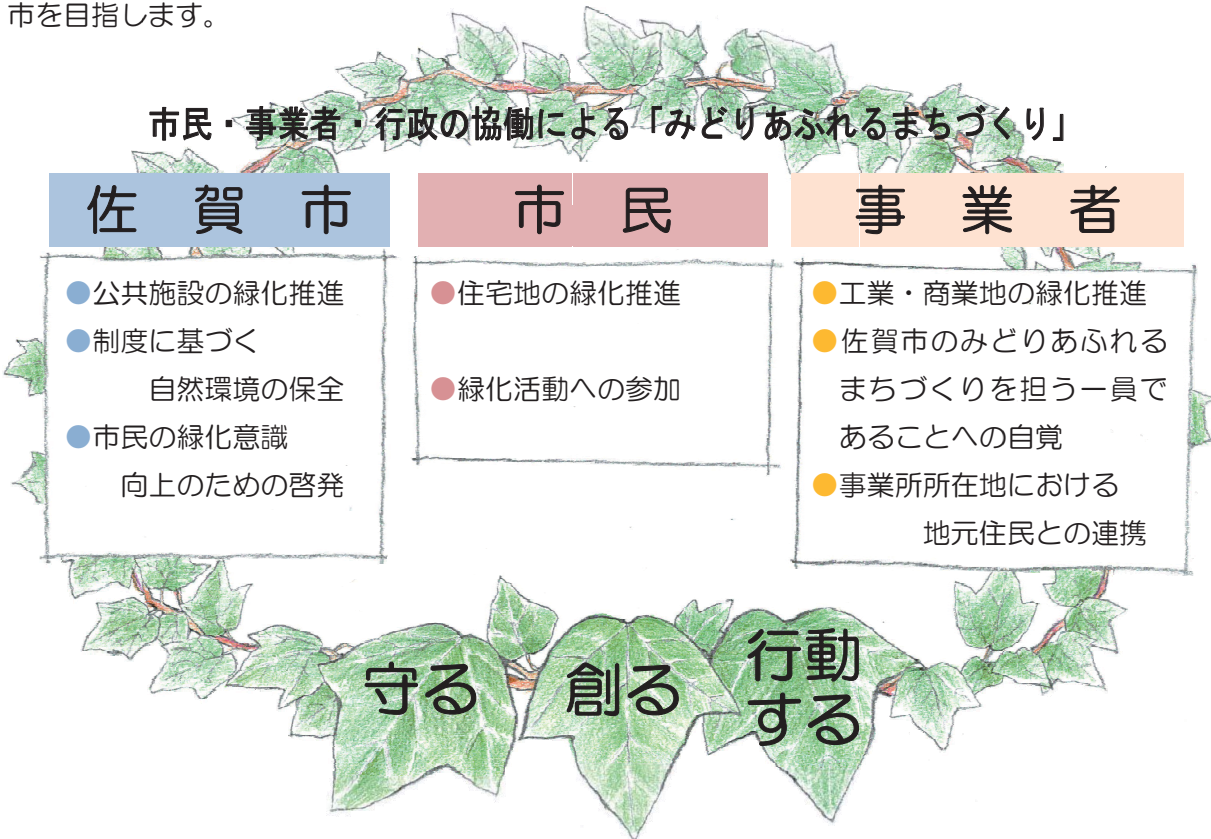 市を目指します。
市民・事業者・行政の協働による「みどりあふれるまちづくり」
佐賀市
●公共施設の緑化推進
●制度に基づく
自然環境の保全
●市民の緑化意識
向上のための啓発
市民
●住宅地の緑化推進
●緑化活動への参加
事業者
●工業・商業地の緑化推進
●佐賀市のみどりあふれる
まちづくりを担う一員で
あることへの自覚
●事業所所在地における
地元住民との連携
守る
創る
行動
する